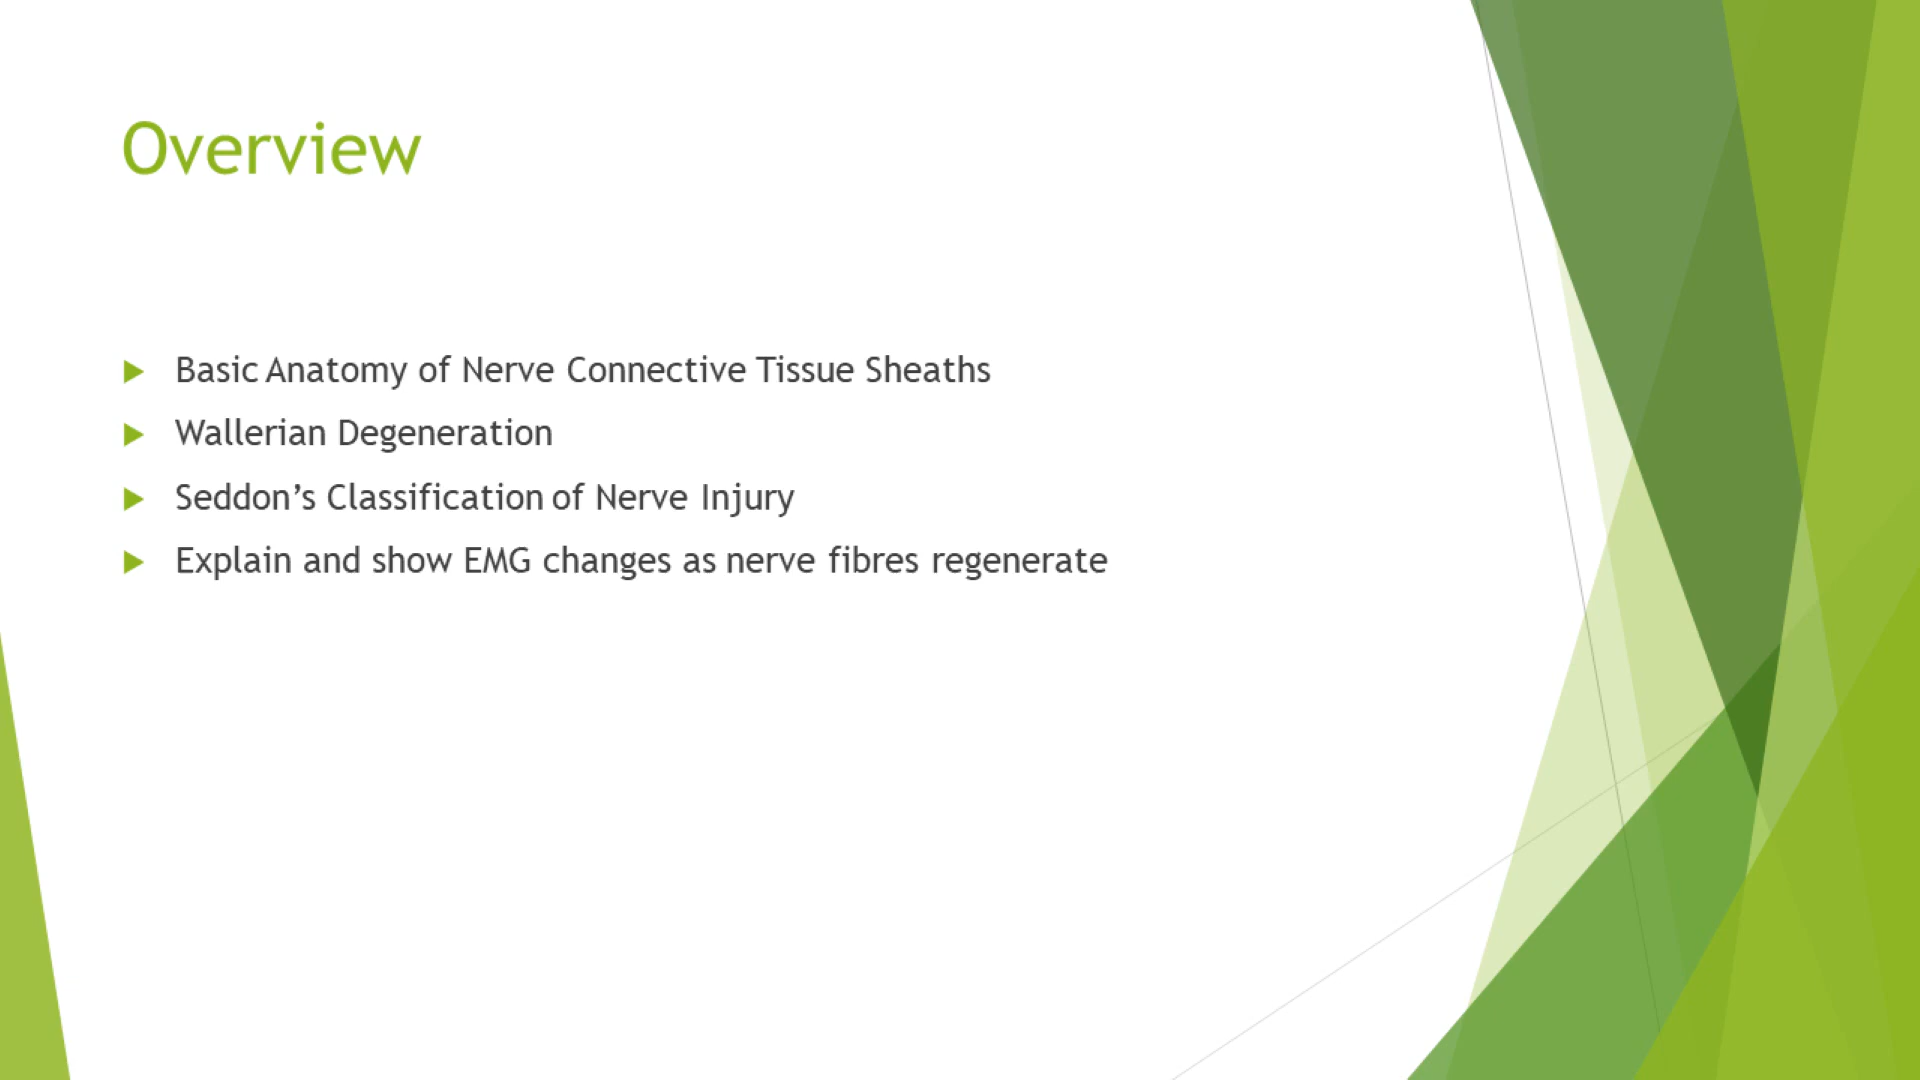 Overview
Basic Anatomy of Nerve Connective Tissue Sheaths
Wallerian Degeneration
Seddon’s Classification of Nerve Injury
Explain and show EMG changes as nerve fibres regenerate